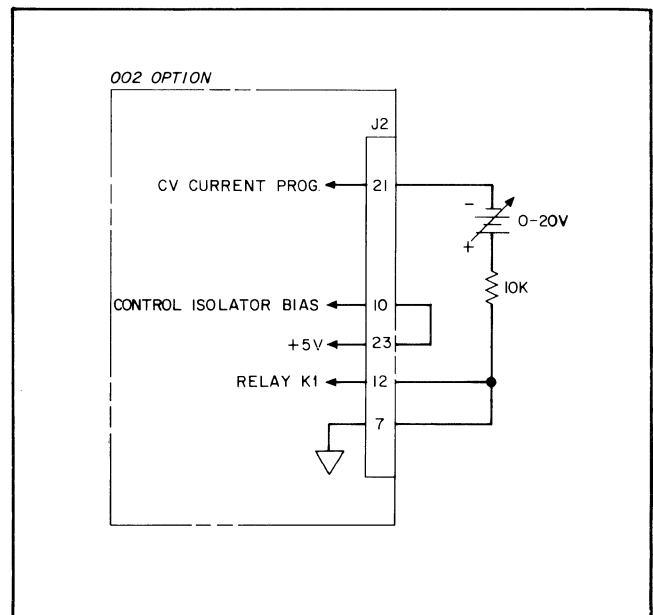 002 OPTION
J2
CV CURRENT PROG. 21
- 0-20V
+
10K
CONTROL ISOLATOR BIAS 10
+5V 23
RELAY K1 12
7